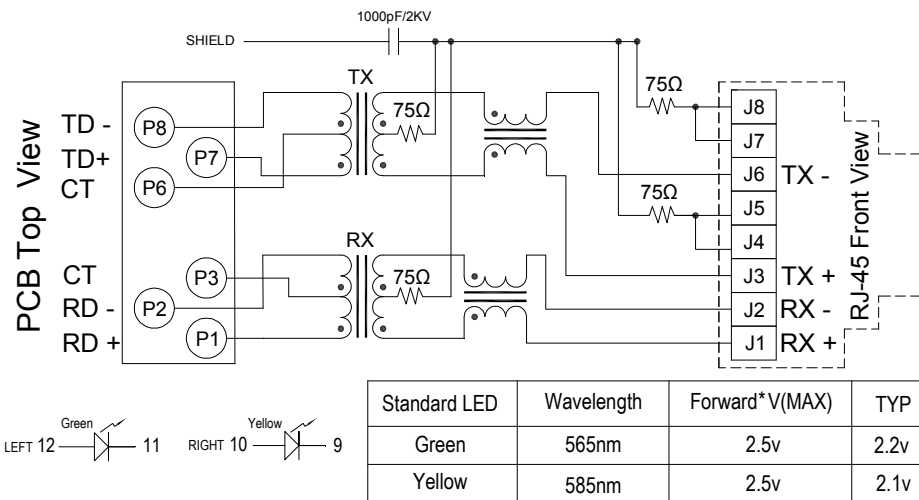 1000pF/2KV
SHIELD
TX
75Ω
75Ω
J8
P8
TD -
J7
TD+
P7
J6
TX -
CT
P6
75Ω
J5
J4
RX
CT
P3
75Ω
J3
TX +
RD -
P2
J2
RX -
RD +
P1
J1
RX +
PCB Top View
RJ-45 Front View
Green
LEFT 12
11
Yellow
RIGHT 10
9
Standard LED Wavelength Forward* V(MAX) TYP
Green 565nm 2.5v 2.2v
Yellow 585nm 2.5v 2.1v